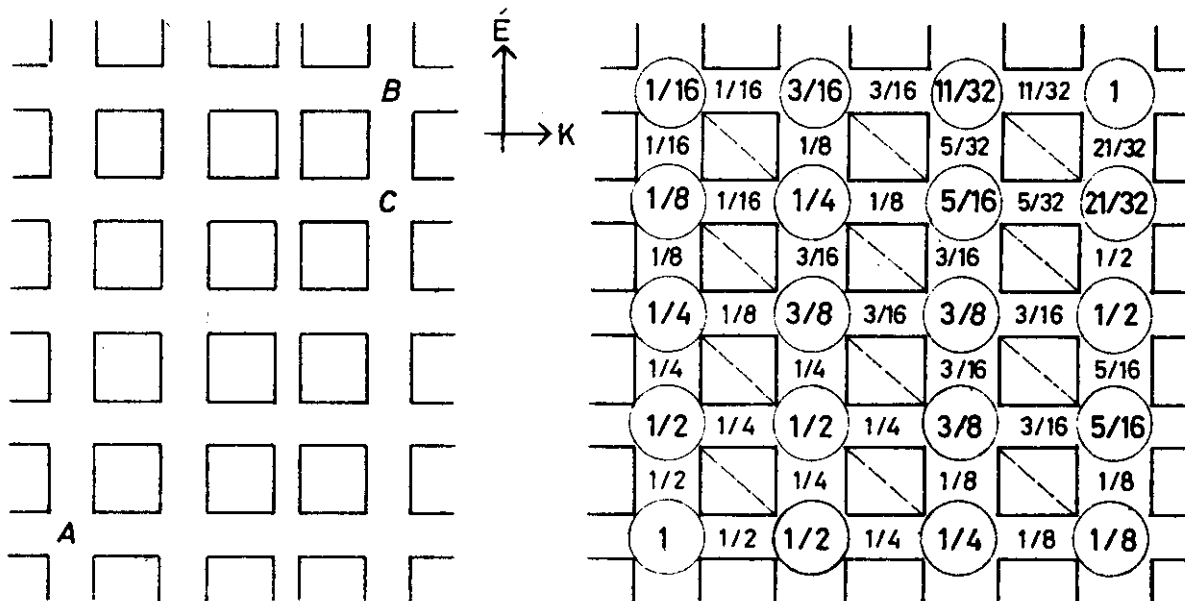 B
C
A
É
K
1/16 1/16 3/16 3/16 11/32 11/32 1
1/16 1/8 5/32 21/32
1/8 1/16 1/4 1/8 5/16 5/32 21/32
1/8 3/16 3/16 1/2
1/4 1/8 3/8 3/16 3/8 3/16 1/2
1/4 1/4 3/16 5/16
1/2 1/4 1/2 1/4 3/8 3/16 5/16
1/2 1/4 1/8 1/8
1 1/2 1/2 1/4 1/4 1/8 1/8